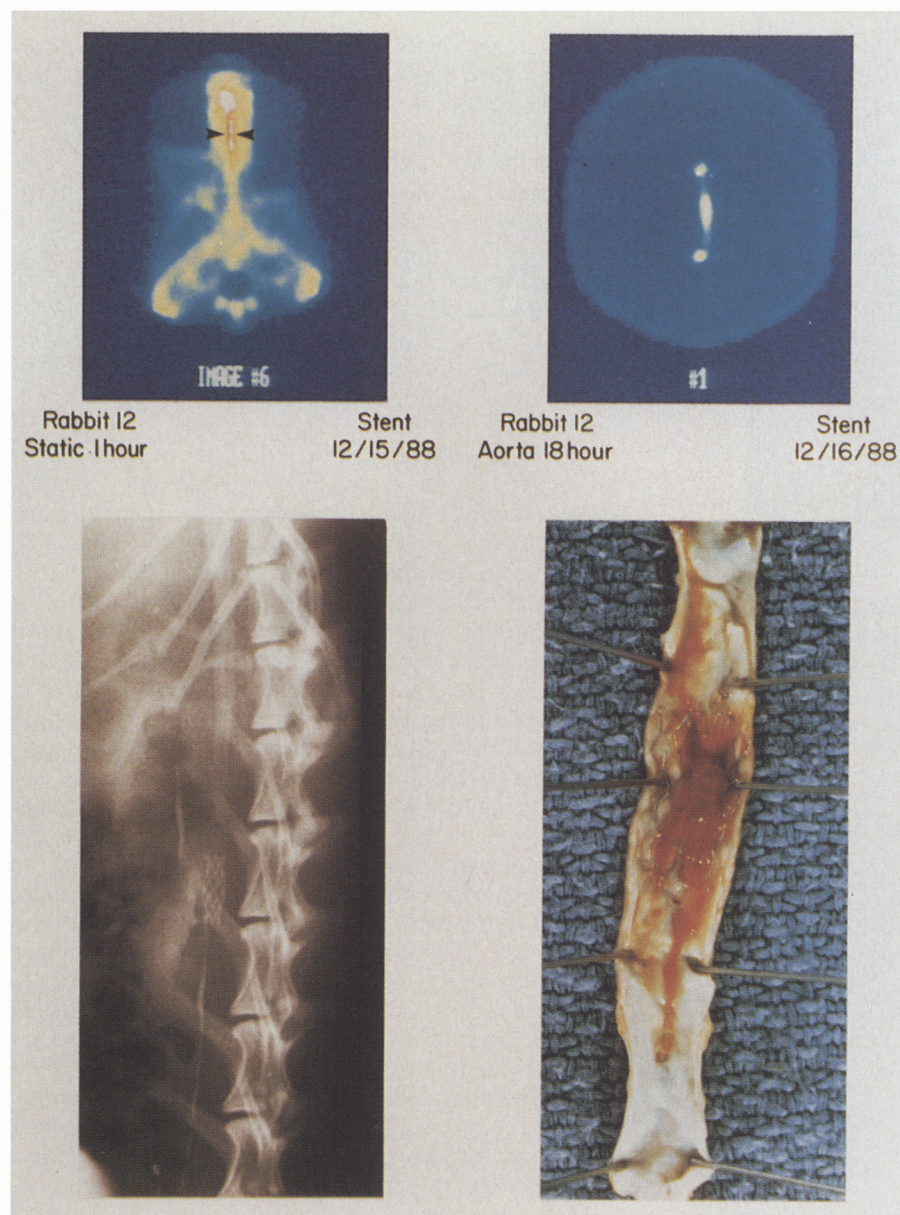 IMAGE #6
#1
Rabbit 12 Stent
Static 1 hour 12/15/88
Rabbit 12 Stent
Aorta 18 hour 12/16/88